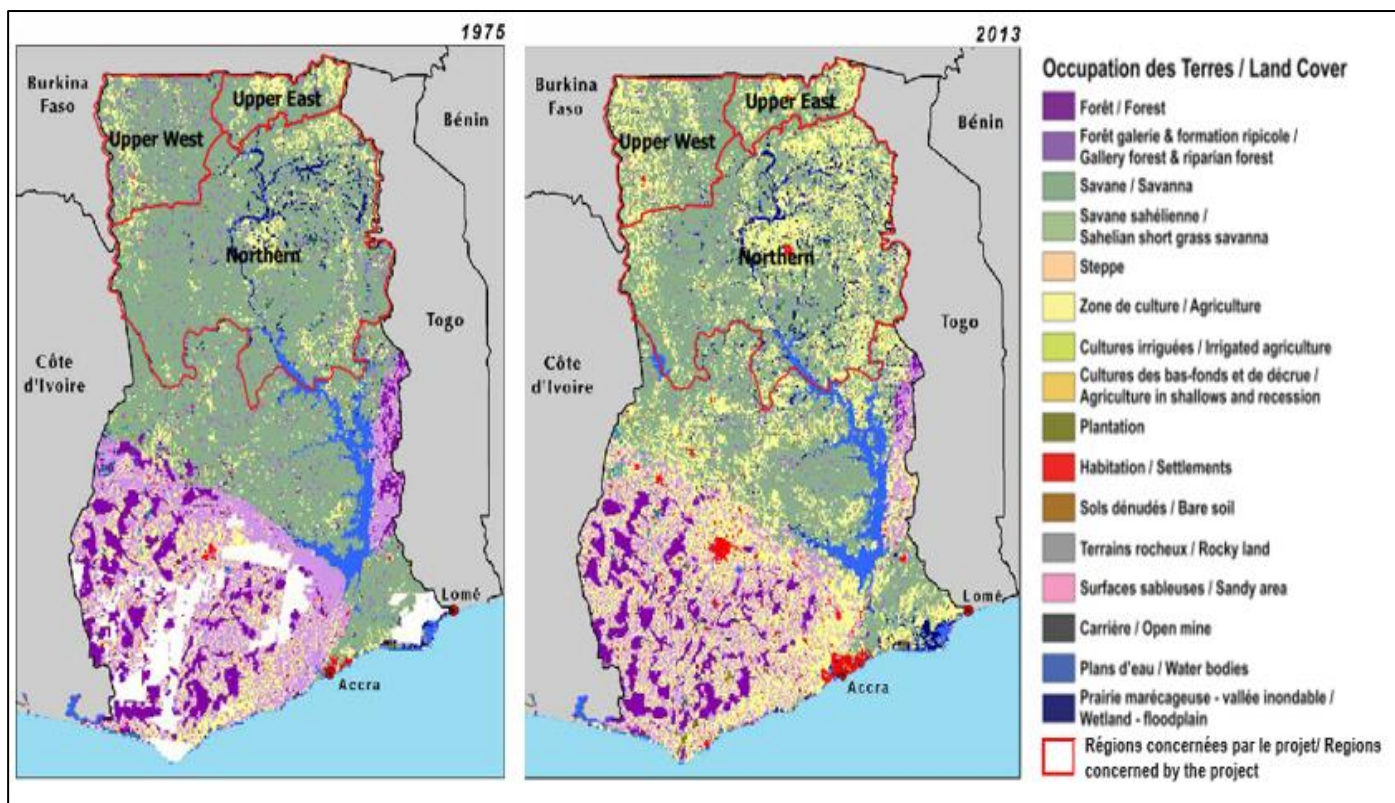 1975
Burkina
Faso
Upper East
Upper West
Bénin
Northern
Togo
Côte
d'Ivoire
Lomé
Accra
2013
Burkina
Faso
Upper East
Upper West
Bénin
Northern
Togo
Côte
d'Ivoire
Lomé
Accra
Occupation des Terres / Land Cover
Forêt / Forest
Forêt galerie & formation ripicole /
Gallery forest & riparian forest
Savane / Savanna
Savane sahélienne /
Sahelian short grass savanna
Steppe
Zone de culture / Agriculture
Cultures irriguées / Irrigated agriculture
Cultures des bas-fonds et de décrue /
Agriculture in shallows and recession
Plantation
Habitation / Settlements
Sols dénudés / Bare soil
Terrains rocheux / Rocky land
Surfaces sableuses / Sandy area
Carrière / Open mine
Plans d'eau / Water bodies
Prairie marécageuse - vallée inondable /
Wetland - floodplain
Régions concernées par le projet/ Regions
concerned by the project